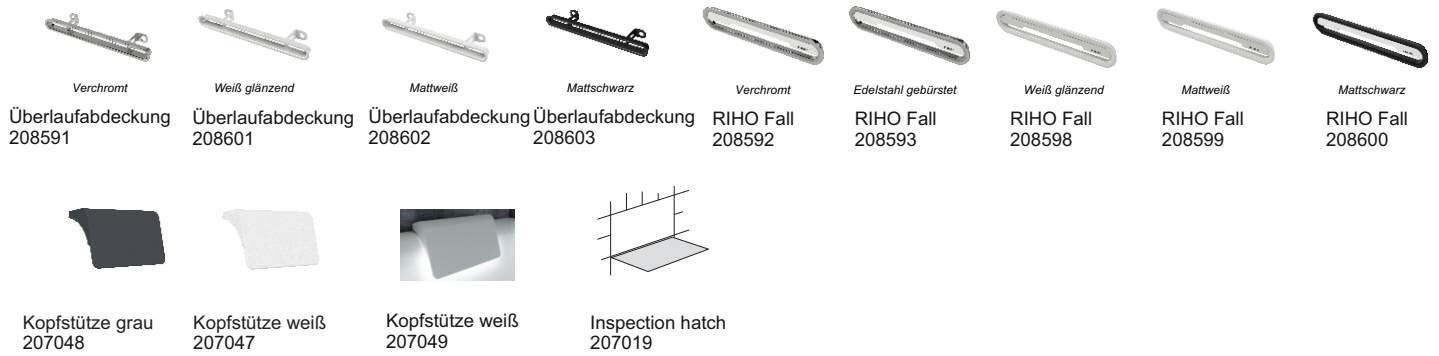 Verchromt
Weiß glänzend
Mattweiß
Mattschwarz
Verchromt
Edelstahl gebürstet
Weiß glänzend
Mattweiß
Mattschwarz
Überlaufabdeckung
208591
Überlaufabdeckung
208601
Überlaufabdeckung
208602
Überlaufabdeckung
208603
RIHO Fall
208592
RIHO Fall
208593
RIHO Fall
208598
RIHO Fall
208599
RIHO Fall
208600
Kopfstütze grau
207048
Kopfstütze weiß
207047
Kopfstütze weiß
207049
Inspection hatch
207019